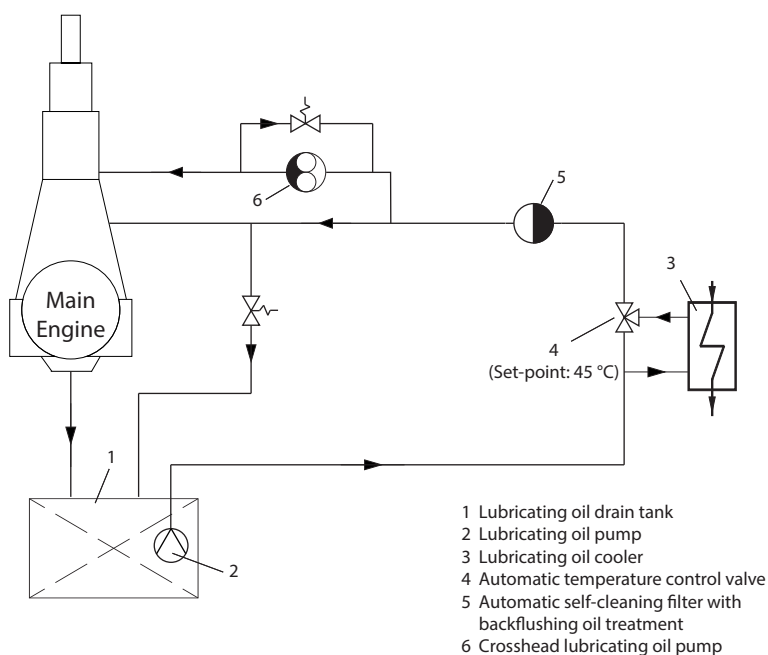 6
5
Main
Engine
3
4
(Set-point: 45 °C)
1
2
1 Lubricating oil drain tank
2 Lubricating oil pump
3 Lubricating oil cooler
4 Automatic temperature control valve
5 Automatic self-cleaning filter with
backflushing oil treatment
6 Crosshead lubricating oil pump